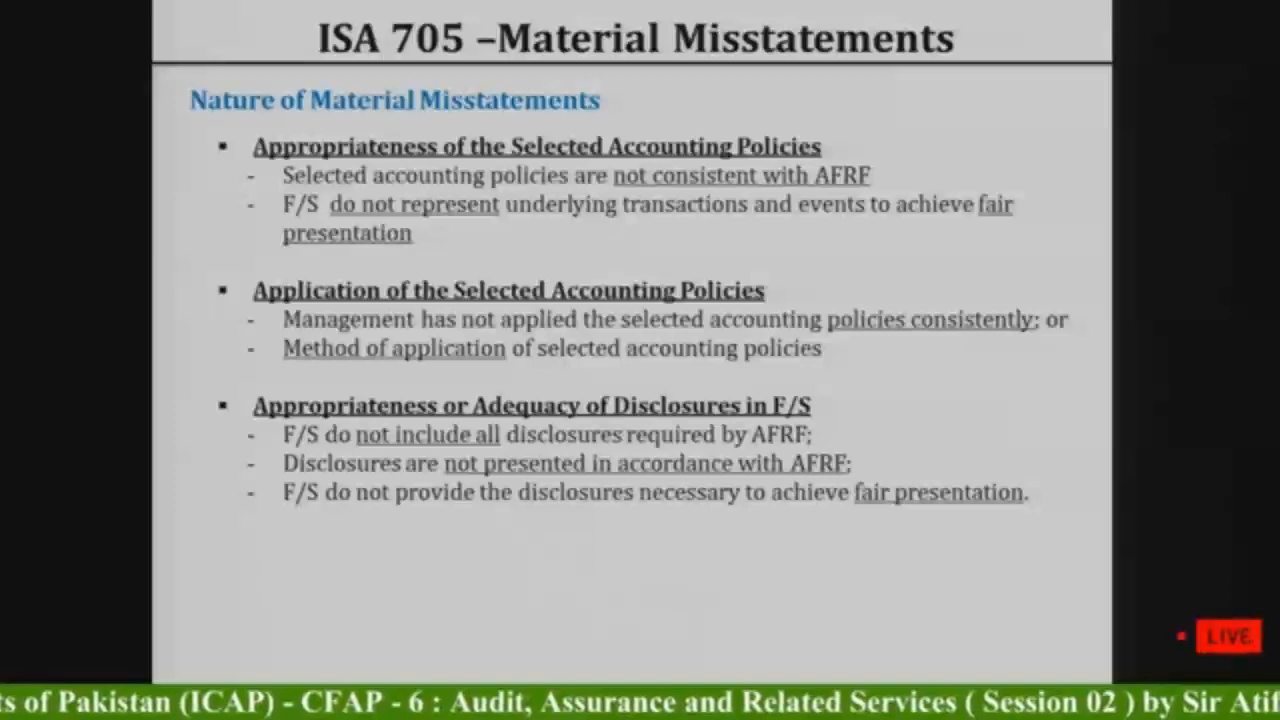 ISA 705 –Material Misstatements
Nature of Material Misstatements
▪ Appropriateness of the Selected Accounting Policies
- Selected accounting policies are not consistent with AFRF
- F/S do not represent underlying transactions and events to achieve fair
presentation
▪ Application of the Selected Accounting Policies
- Management has not applied the selected accounting policies consistently; or
- Method of application of selected accounting policies
▪ Appropriateness or Adequacy of Disclosures in F/S
- F/S do not include all disclosures required by AFRF;
- Disclosures are not presented in accordance with AFRF;
- F/S do not provide the disclosures necessary to achieve fair presentation.
LIVE
ts of Pakistan (ICAP) - CFAP - 6 : Audit, Assurance and Related Services ( Session 02 ) by Sir Atif